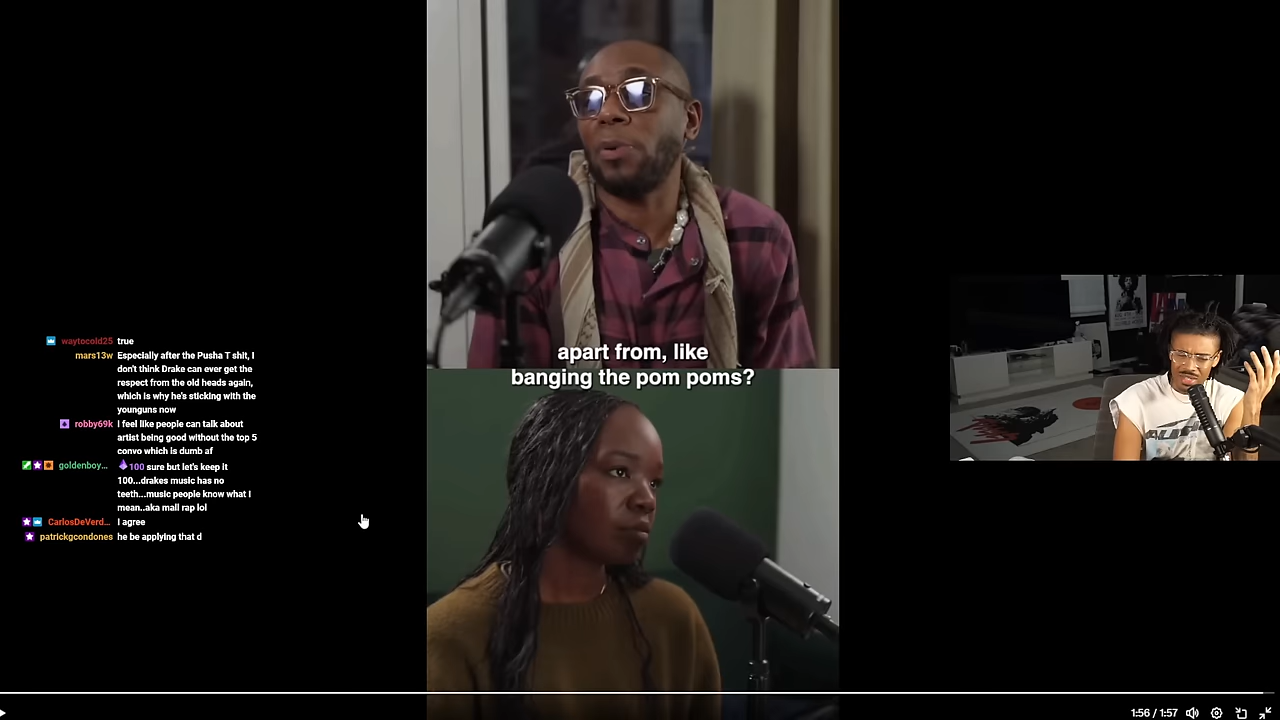 waytocold25 true
mars13w Especially after the Pusha T shit, I
don't think Drake can ever get the
respect from the old heads again,
which is why he's sticking with the
younguns now
robby69k I feel like people can talk about
artist being good without the top 5
convo which is dumb af
goldenboy... 100 sure but let's keep it
100...drakes music has no
teeth...music people know what I
mean..aka mall rap lol
CarlosDeVerd... I agree
patrickgcondones he be applying that d
apart from, like
banging the pom poms?
1:56 / 1:57